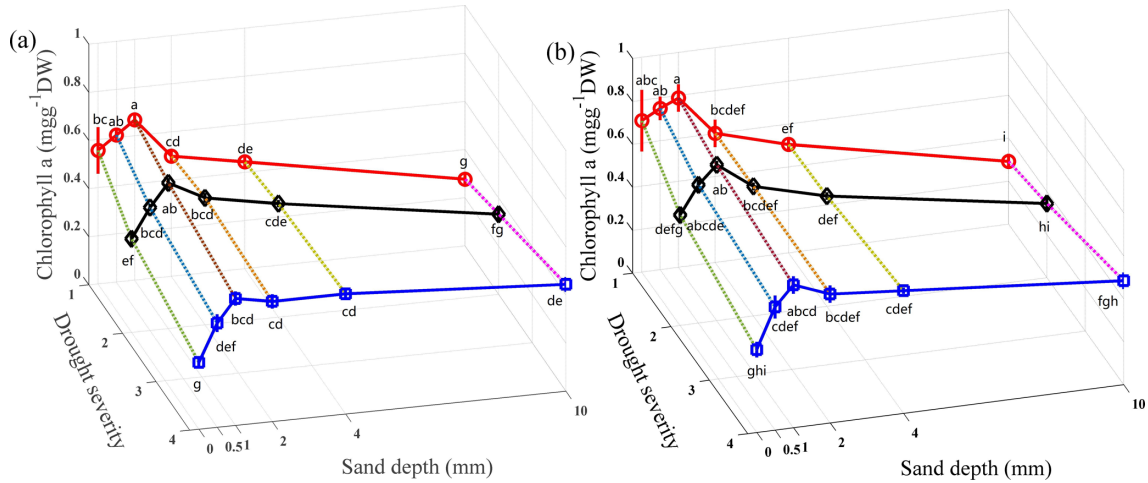 (a)
Chlorophyll a (mgg-1DW)
1
0.8
0.6
0.4
0.2
0
bc ab a cd de g
ef bcd ab bcd cde fg
g def bcd cd cd de
1
2
3
4
Drought severity
0 0.5 1 2 4 10
Sand depth (mm)
(b)
Chlorophyll a (mgg-1DW)
1
0.8
0.6
0.4
0.2
0
abc ab a bcdef ef i
defg abcde ab bcdef def hi
ghi cdef abcd bcdef cdef fgh
1
2
3
4
Drought severity
0 0.5 1 2 4 10
Sand depth (mm)